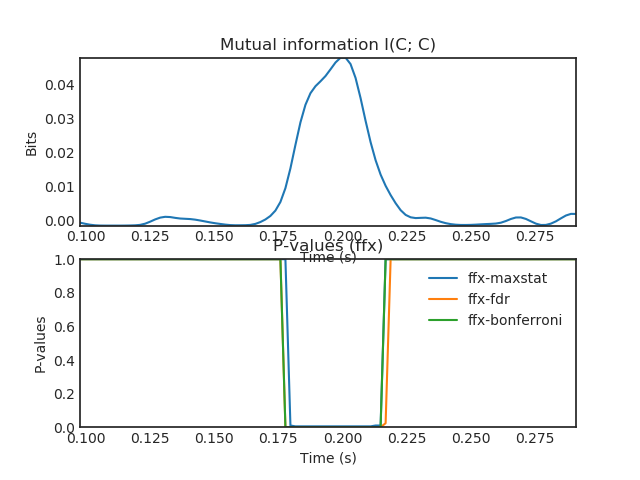 Mutual information I(C; C)
Bits
0.04
0.03
0.02
0.01
0.00
0.100 0.125 0.150 0.175 0.200 0.225 0.250 0.275
Time (s)
P-values (ffx)
P-values
1.0
0.8
0.6
0.4
0.2
0.0
ffx-maxstat
ffx-fdr
ffx-bonferroni
0.100 0.125 0.150 0.175 0.200 0.225 0.250 0.275
Time (s)